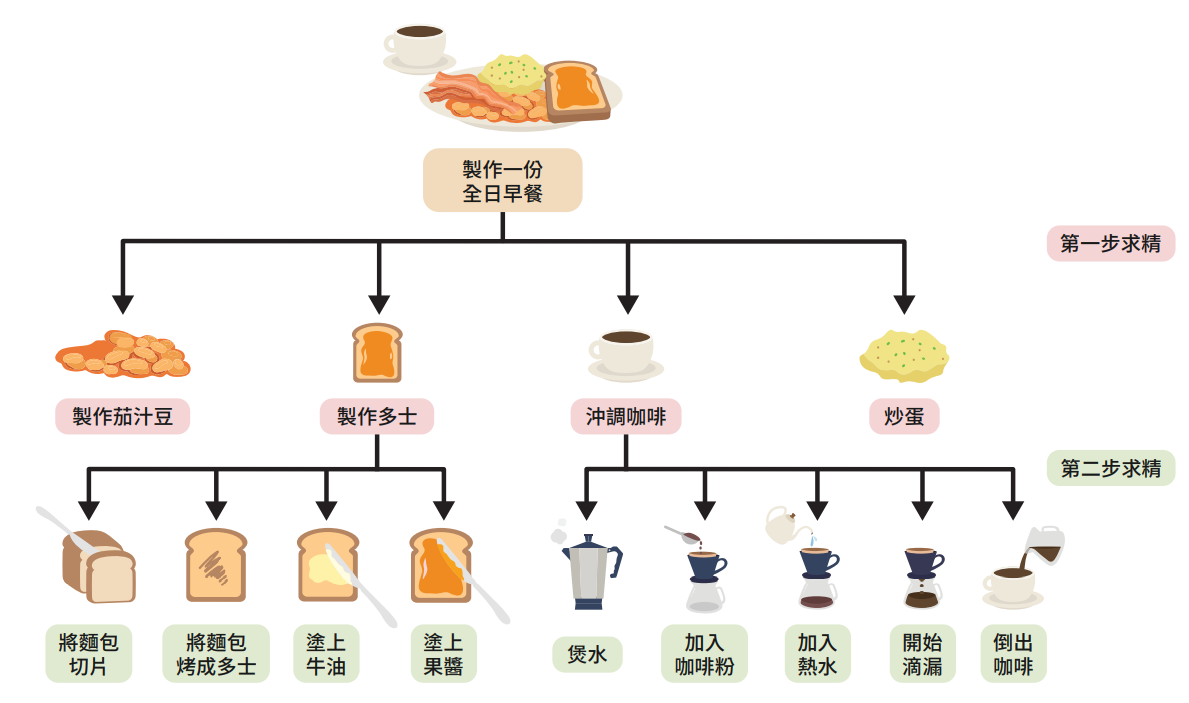 製作一份
全日早餐
第一步求精
製作茄汁豆
製作多士
沖調咖啡
炒蛋
第二步求精
將麵包
切片
將麵包
烤成多士
塗上
牛油
塗上
果醬
煲水
加入
咖啡粉
加入
熱水
開始
滴漏
倒出
咖啡